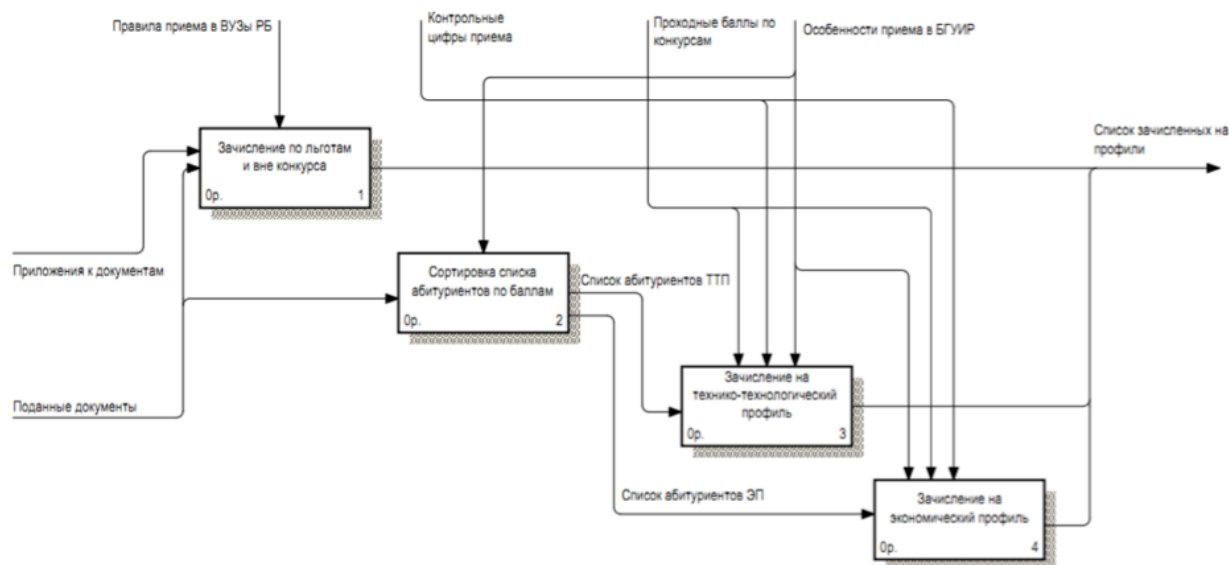 Правила приема в ВУЗы РБ
Контрольные
цифры приема
Проходные баллы по
конкурсам
Особенности приема в БГУИР
Список зачисленных на
профили
Зачисление по льготам
и вне конкурса
0р. 1
Приложения к документам
Сортировка списка
абитуриентов по баллам
0р. 2
Список абитуриентов ТТП
Зачисление на
технико-технологический
профиль
0р. 3
Поданные документы
Список абитуриентов ЭП
Зачисление на
экономический профиль
0р. 4